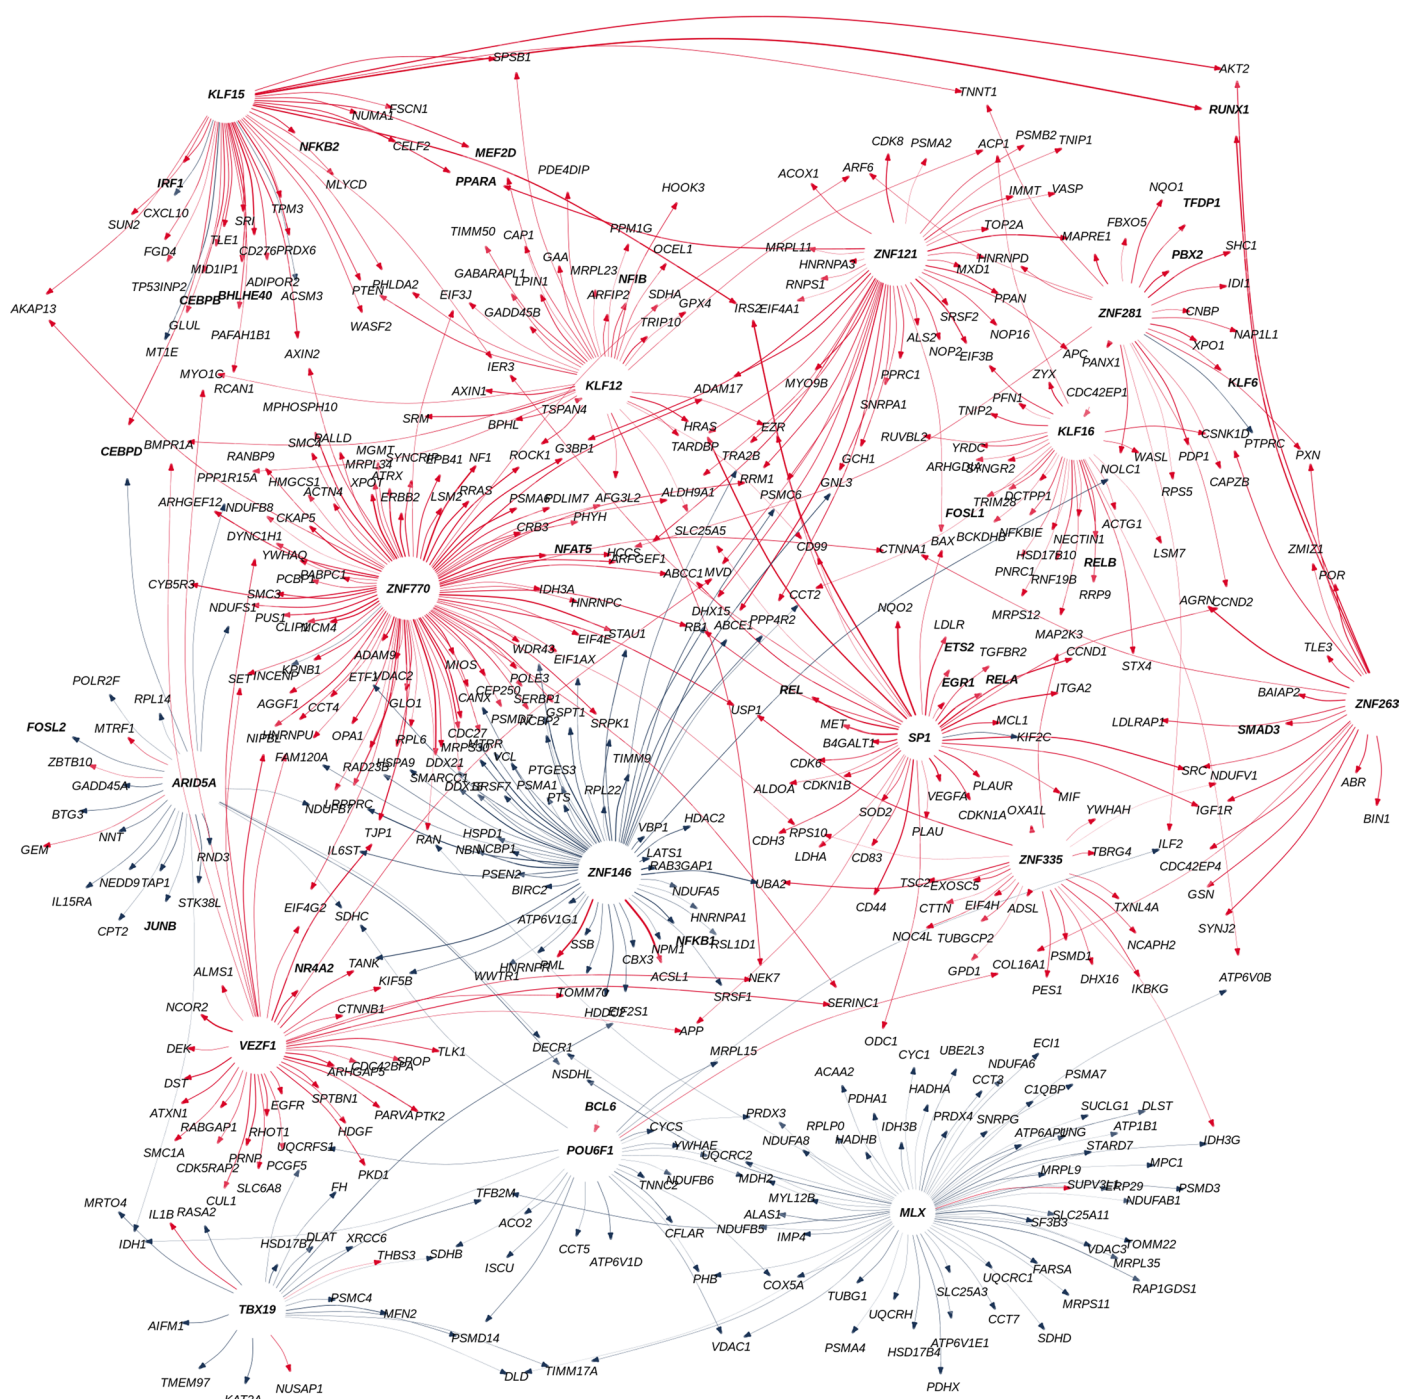 SPSB1
AKT2
KLF15
TNNT1
RUNX1
FSCN1
NUMA1
NFKB2
CELF2
MEF2D
CDK8
PSMA2
ACP1
PSMB2
TNIP1
IRF1
MLYCD
PPARA
PDE4DIP
HOOK3
ACOX1
ARF6
IMMT
VASP
NQO1
TFDP1
CXCL10
SUN2
SRI
TPM3
TIMM50
CAP1
PPM1G
TOP2A
FBXO5
MAPRE1
FGD4
TLE1
CD276
PRDX6
GAA
OCEL1
MRPL11
ZNF121
HNRNPD
PBX2
SHC1
MID1IP1
TP53INP2
CEBPB
BHLHE40
ADIPOR2
ACSM3
PTEN
PHLDA2
EIF3J
GABARAPL1
LPIN1
MRPL23
NFIB
ARFIP2
SDHA
GPX4
HNRNPA3
RNPS1
MXD1
IDI1
AKAP13
GLUL
PAFAH1B1
WASF2
GADD45B
TRIP10
IRS2
EIF4A1
PPAN
SRSF2
NOP16
ZNF281
CNBP
NAP1L1
MT1E
AXIN2
ALS2
NOP2
EIF3B
APC
PANX1
XPO1
MYO1G
RCAN1
IER3
AXIN1
KLF12
ADAM17
MYO9B
PPRC1
ZYX
CDC42EP1
KLF6
MPHOSPH10
SRM
TSPAN4
BPHL
HRAS
EZR
SNRPA1
PFN1
TNIP2
CEBPD
BMPR1A
SMC4
PALLD
MGMT
G3BP1
TARDBP
TRA2B
RUVBL2
YRDC
KLF16
CSNK1D
PTPRC
PXN
RANBP9
MRPL34
SYNCRIP
EPB41
NF1
ROCK1
GCH1
ARHGDIA
SYNGR2
NOLC1
WASL
PDP1
PPP1R15A
HMGCS1
XPOT
ATRX
RRM1
GNL3
RPS5
CAPZB
ARHGEF12
NDUFB8
ACTN4
ERBB2
LSM2
RRAS
PSMA6
PDLIM7
AFG3L2
ALDH9A1
PSMC6
TRIM28
DCTPP1
CKAP5
CRB3
PHYH
FOSL1
ACTG1
DYNC1H1
SLC25A5
CD99
BAX
BCKDHB
NFKBIE
NECTIN1
LSM7
ZMIZ1
YWHAQ
NFAT5
HCCS
ARFGEF1
CTNNA1
HSD17B10
RELB
CYB5R3
PCBP1
PABPC1
ZNF770
IDH3A
ABCC1
MVD
CCT2
PNRC1
RNF19B
POR
SMC3
HNRNPC
RRP9
NDUFS1
PUS1
CLIP1
MCM4
STAU1
DHX15
RB1
ABCE1
PPP4R2
NQO2
MRPS12
AGRN
CCND2
EIF4E
LDLR
MAP2K3
ADAM9
WDR43
EIF1AX
ETS2
TGFBR2
CCND1
TLE3
POLR2F
RPL14
SET
INCENP
KPNB1
ETF1
VDAC2
MIOS
POLE3
REL
EGR1
RELA
ITGA2
STX4
AGGF1
CCT4
GLO1
CANX
CEP250
SERBP1
BAIAP2
ZNF263
FOSL2
MTRF1
NIPBL
HNRNPU
OPA1
RPL6
CDC27
PSMD7
NCBP2
GSPT1
SRPK1
USP1
MET
SP1
MCL1
KIF2C
LDLRAP1
SMAD3
ZBTB10
FAM120A
RAD23B
HSPA9
DDX21
MRPS30
MTRR
VCL
PTGES3
TIMM9
B4GALT1
CDK6
SRC
NDUFV1
GADD45A
ARID5A
SMARCC1
DDX18
SRSF7
PSMA1
PTS
RPL22
ALDOA
CDKN1B
VEGFA
PLAUR
MIF
ABR
BTG3
NDUFB7
LRPPRC
SOD2
CDKN1A
OXA1L
YWHAH
IGF1R
BIN1
NNT
GEM
TJP1
RAN
HSPD1
VBP1
HDAC2
CDH3
RPS10
PLAU
RND3
IL6ST
NBN
NCBP1
LATS1
RAB3GAP1
LDHA
CD83
ZNF335
TBRG4
ILF2
NEDD9
TAP1
PSEN2
ZNF146
UBA2
TSC2
EXOSC5
CDC42EP4
IL15RA
STK38L
BIRC2
NDUFA5
CD44
CTTN
EIF4H
ADSL
TXNL4A
GSN
CPT2
JUNB
EIF4G2
SDHC
ATP6V1G1
HNRNPA1
SYNJ2
SSB
NPM1
NFKB1
RSL1D1
NOC4L
TUBGCP2
NCAPH2
ALMS1
NR4A2
TANK
KIF5B
WWTR1
HNRNPR
PML
CBX3
ACSL1
NEK7
GPD1
COL16A1
PSMD1
DHX16
ATP6V0B
NCOR2
CTNNB1
TOMM70
HDDC2
EIF2S1
SRSF1
SERINC1
PES1
IKBKG
DEK
VEZF1
APP
ODC1
DECR1
MRPL15
CYC1
UBE2L3
ECI1
DST
ARHGAP5
CDC42BPA
SPOP
TLK1
NSDHL
ACAA2
NDUFA6
CCT3
PSMA7
ATXN1
EGFR
SPTBN1
PARVA
PTK2
BCL6
PDHA1
HADHA
C1QBP
RABGAP1
RHOT1
HDGF
CYCS
PRDX3
RPLP0
IDH3B
PRDX4
SNRPG
SUCLG1
DLST
SMC1A
PRNP
UQCRFS1
POU6F1
YWHAE
UQCRC2
NDUFA8
HADHB
ATP6AP1
UNG
ATP1B1
STARD7
IDH3G
CDK5RAP2
PCGF5
PKD1
TNNC2
NDUFB6
MDH2
MRPL9
MPC1
CUL1
SLC6A8
FH
TFB2M
MYL12B
SUPV3L1
ERP29
PSMD3
NDUFAB1
MRTO4
IL1B
RASA2
ACO2
ALAS1
MLX
SLC25A11
IDH1
HSD17B7
DLAT
XRCC6
CFLAR
NDUFB5
IMP4
SF3B3
THBS3
SDHB
CCT5
ATP6V1D
VDAC3
TOMM22
ISCU
PHB
COX5A
UQCRC1
FARSA
MRPL35
RAP1GDS1
TUBG1
SLC25A3
MRPS11
TBX19
PSMC4
MFN2
UQCRH
CCT7
AIFM1
PSMD14
VDAC1
PSMA4
HSD17B4
ATP6V1E1
SDHD
DLD
TIMM17A
TMEM97
NUSAP1
PDHX